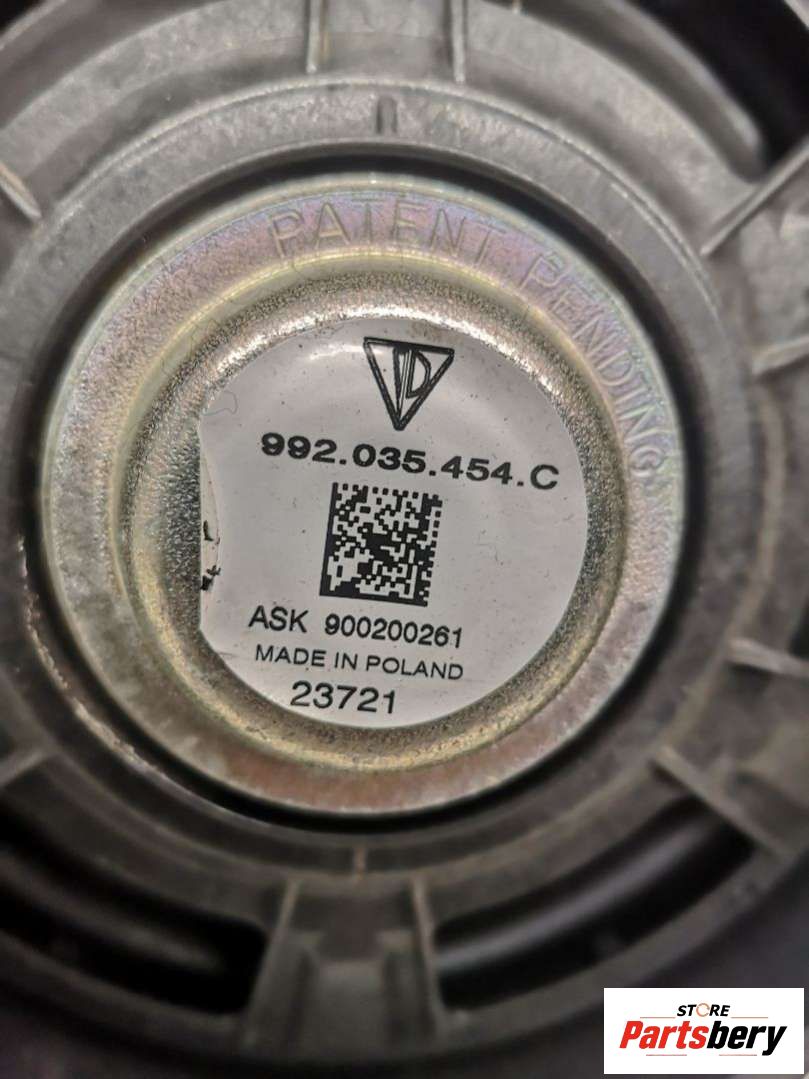 PATENT PENDING
992.035.454.C
ASK 900200261
MADE IN POLAND
23721
STORE
Partsbery